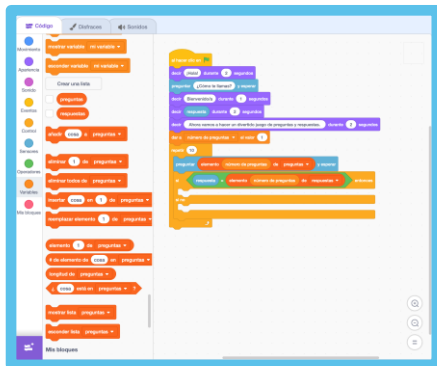 Código
Disfraces
Sonidos
Movimiento
Apariencia
Sonido
Eventos
Control
Sensores
Operadores
Variables
Mis bloques
mostrar variable mi variable
esconder variable mi variable
Crear una lista
preguntas
respuestas
añadir cosa a preguntas
eliminar 1 de preguntas
eliminar todos de preguntas
insertar cosa en 1 de preguntas
reemplazar elemento 1 de preguntas
elemento 1 de preguntas
# de elemento de cosa en preguntas
longitud de preguntas
¿ cosa está en preguntas ?
mostrar lista preguntas
esconder lista preguntas
Mis bloques
al hacer clic en
decir ¡Hola! durante 2 segundos
preguntar ¿Cómo te llamas? y esperar
decir Bienvenido/a durante 1 segundos
decir respuesta durante 2 segundos
decir Ahora vamos a hacer un divertido juego de preguntas y respuestas durante 2 segundos
dar a número de preguntas el valor 1
repetir 10
preguntar elemento número de preguntas de preguntas y esperar
si respuesta = elemento número de preguntas de respuestas entonces
si no